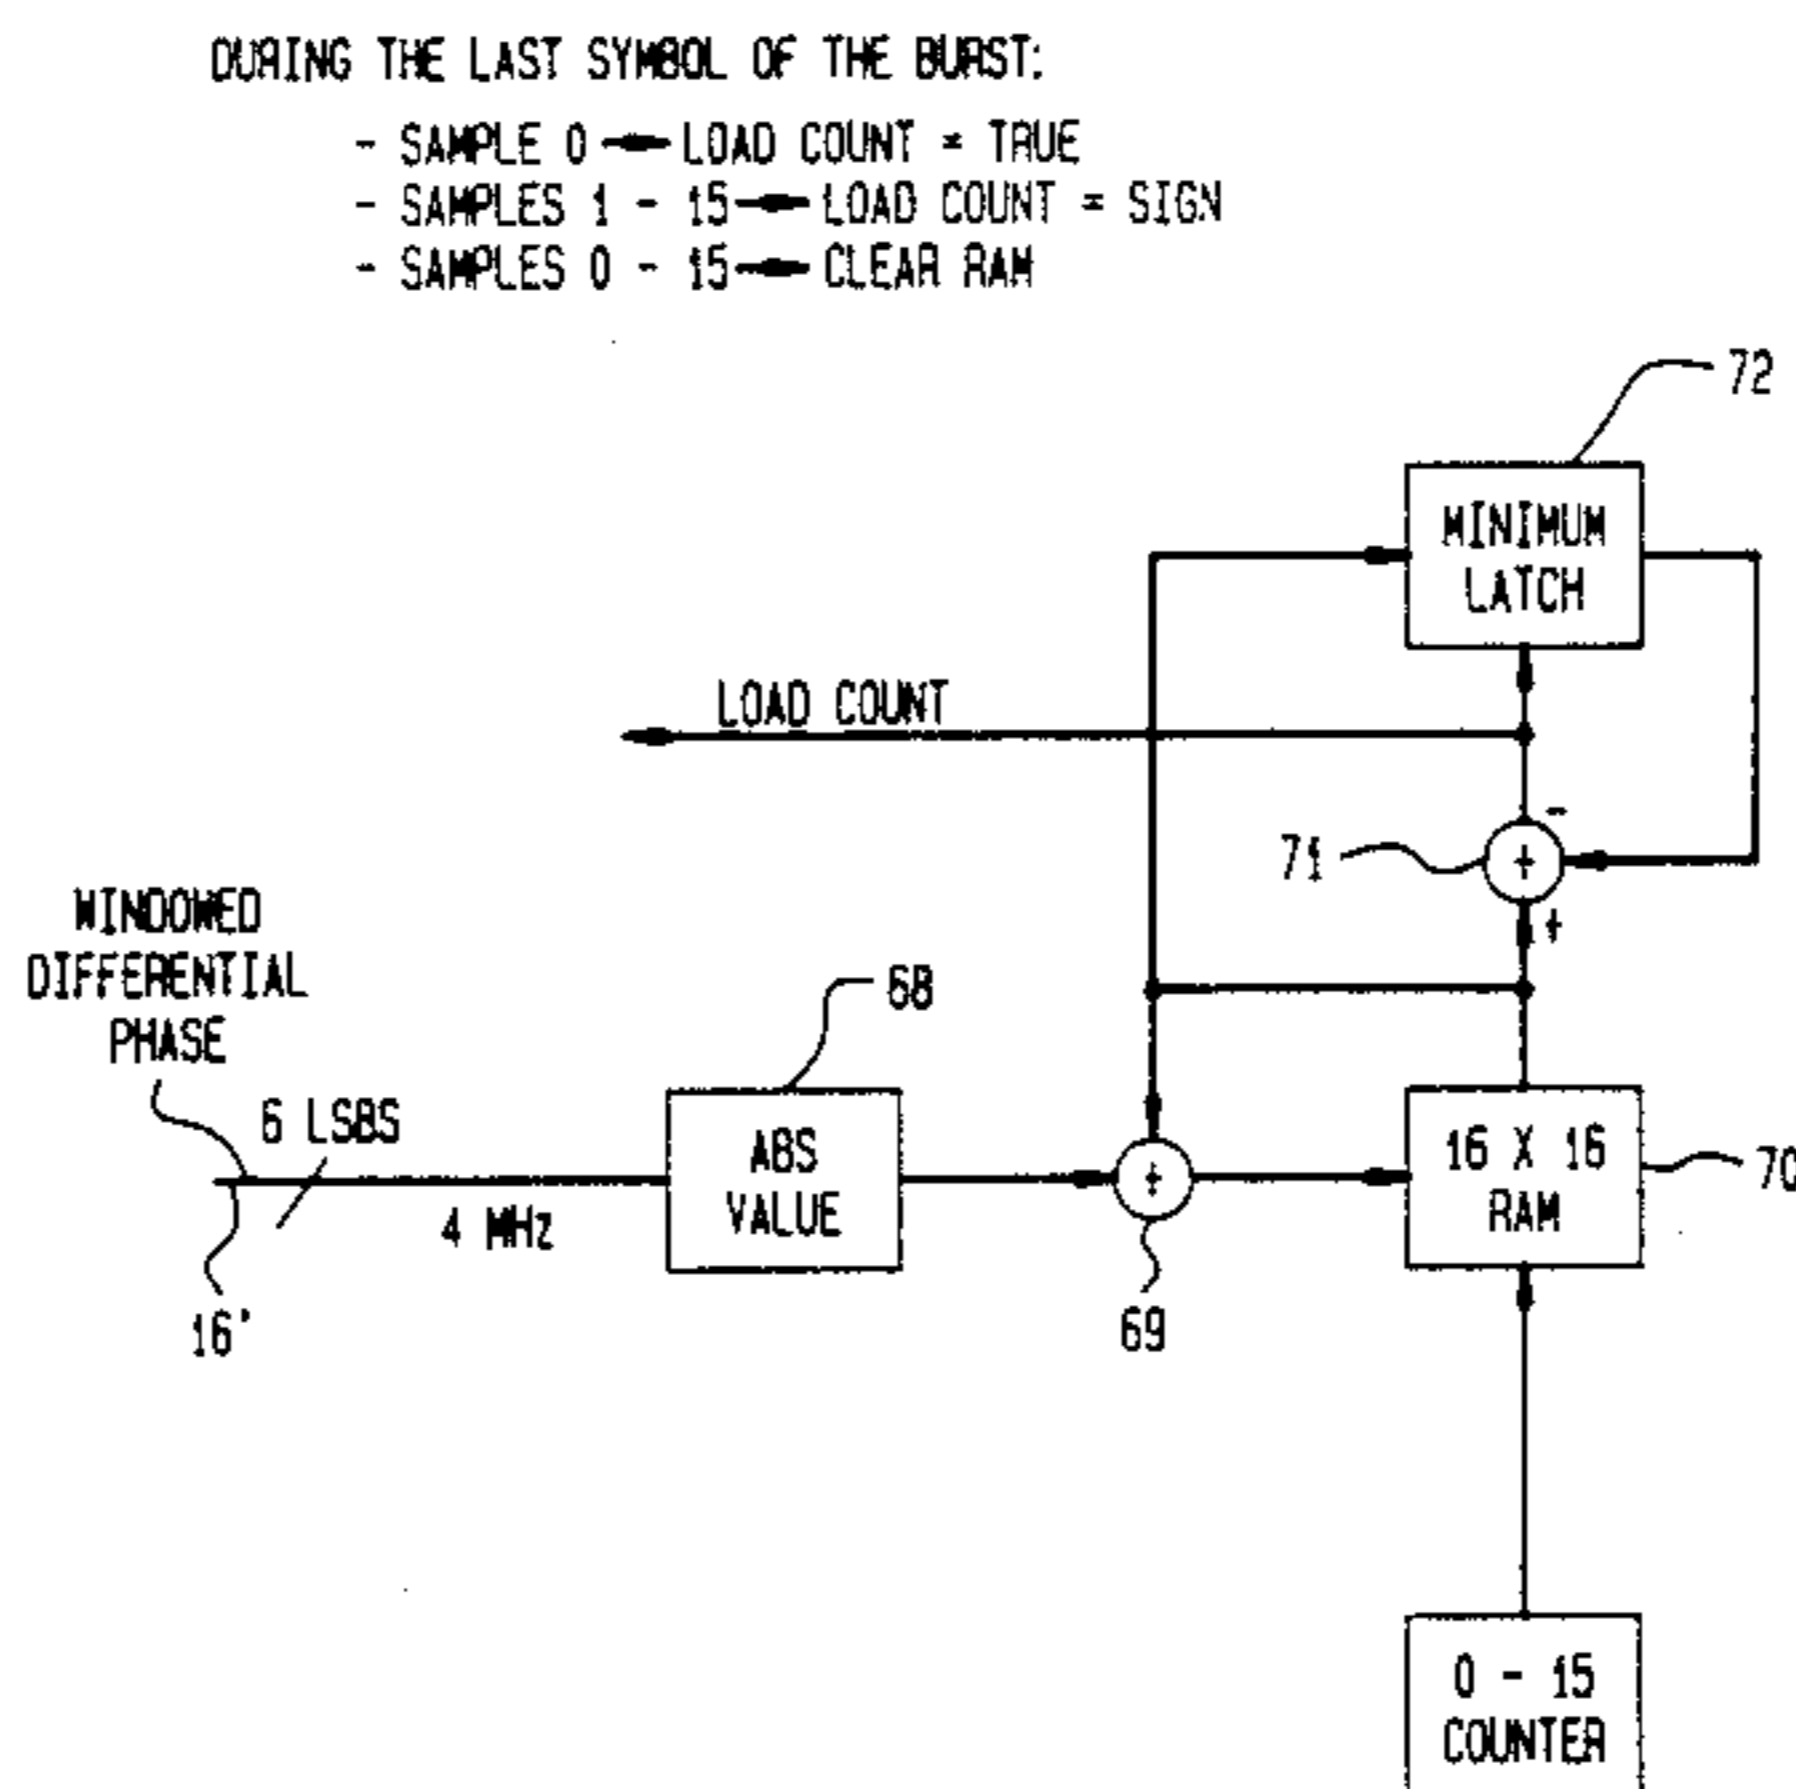 DURING THE LAST SYMBOL OF THE BURST:
- SAMPLE 0 LOAD COUNT = TRUE
- SAMPLES 1 - 15 LOAD COUNT = SIGN
- SAMPLES 0 - 15 CLEAR RAM
72
MINIMUM
LATCH
LOAD COUNT
-
71
+
+
WINDOWED
DIFFERENTIAL
PHASE
68
6 LSBS
ABS
VALUE
4 MHz
+
16 X 16
RAM
70
16'
69
0 - 15
COUNTER